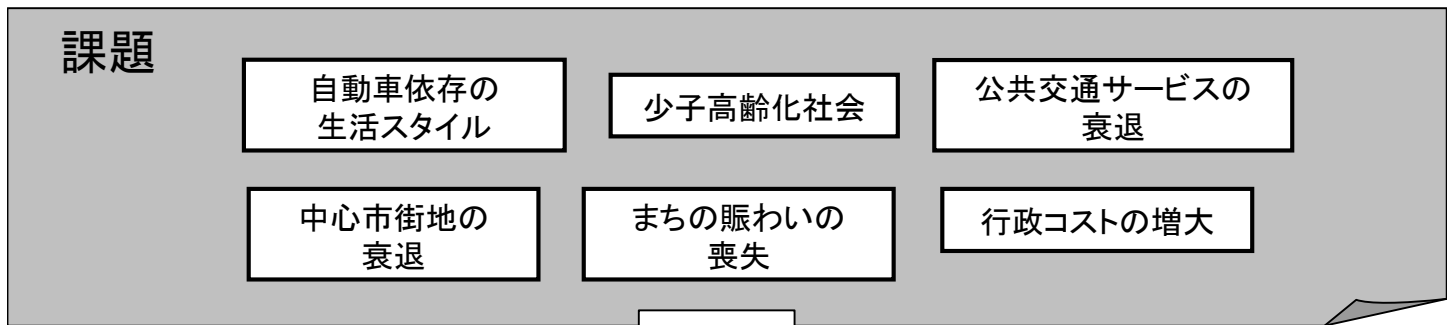 課題
自動車依存の
生活スタイル
少子高齢化社会
公共交通サービスの
衰退
中心市街地の
衰退
まちの賑わいの
喪失
行政コストの増大